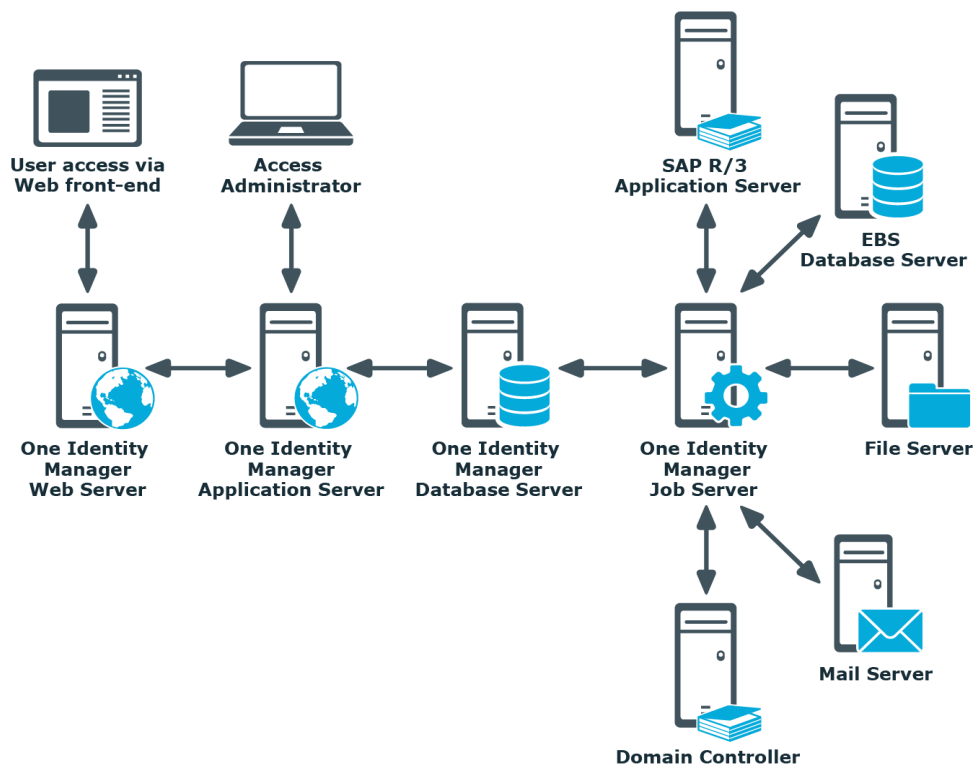 User access via
Web front-end
Access
Administrator
SAP R/3
Application Server
EBS
Database Server
One Identity
Manager
Web Server
One Identity
Manager
Application Server
One Identity
Manager
Database Server
One Identity
Manager
Job Server
File Server
Mail Server
Domain Controller